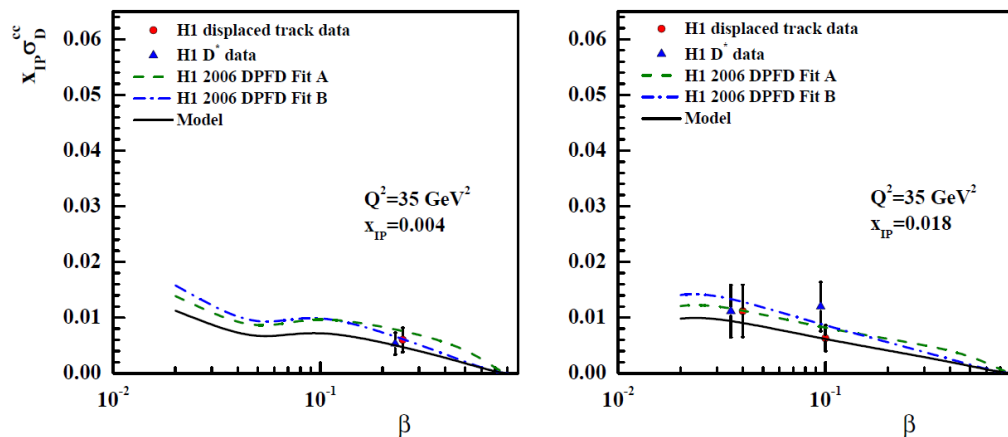 x_IP σ_D^cc
0.06
0.05
0.04
0.03
0.02
0.01
0.00
H1 displaced track data
H1 D* data
H1 2006 DPFD Fit A
H1 2006 DPFD Fit B
Model
Q²=35 GeV²
x_IP=0.004
10⁻²
10⁻¹
β
0.06
0.05
0.04
0.03
0.02
0.01
0.00
H1 displaced track data
H1 D* data
H1 2006 DPFD Fit A
H1 2006 DPFD Fit B
Model
Q²=35 GeV²
x_IP=0.018
10⁻²
10⁻¹
β